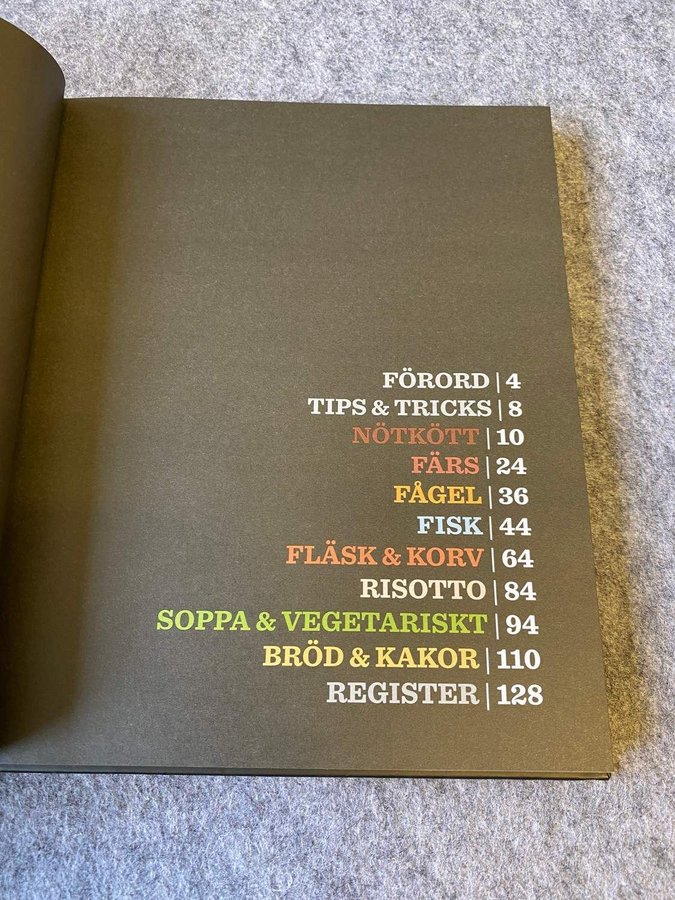 FÖRORD | 4
TIPS & TRICKS | 8
NÖTKÖTT | 10
FÄRS | 24
FÅGEL | 36
FISK | 44
FLÄSK & KORV | 64
RISOTTO | 84
SOPPA & VEGETARISKT | 94
BRÖD & KAKOR | 110
REGISTER | 128